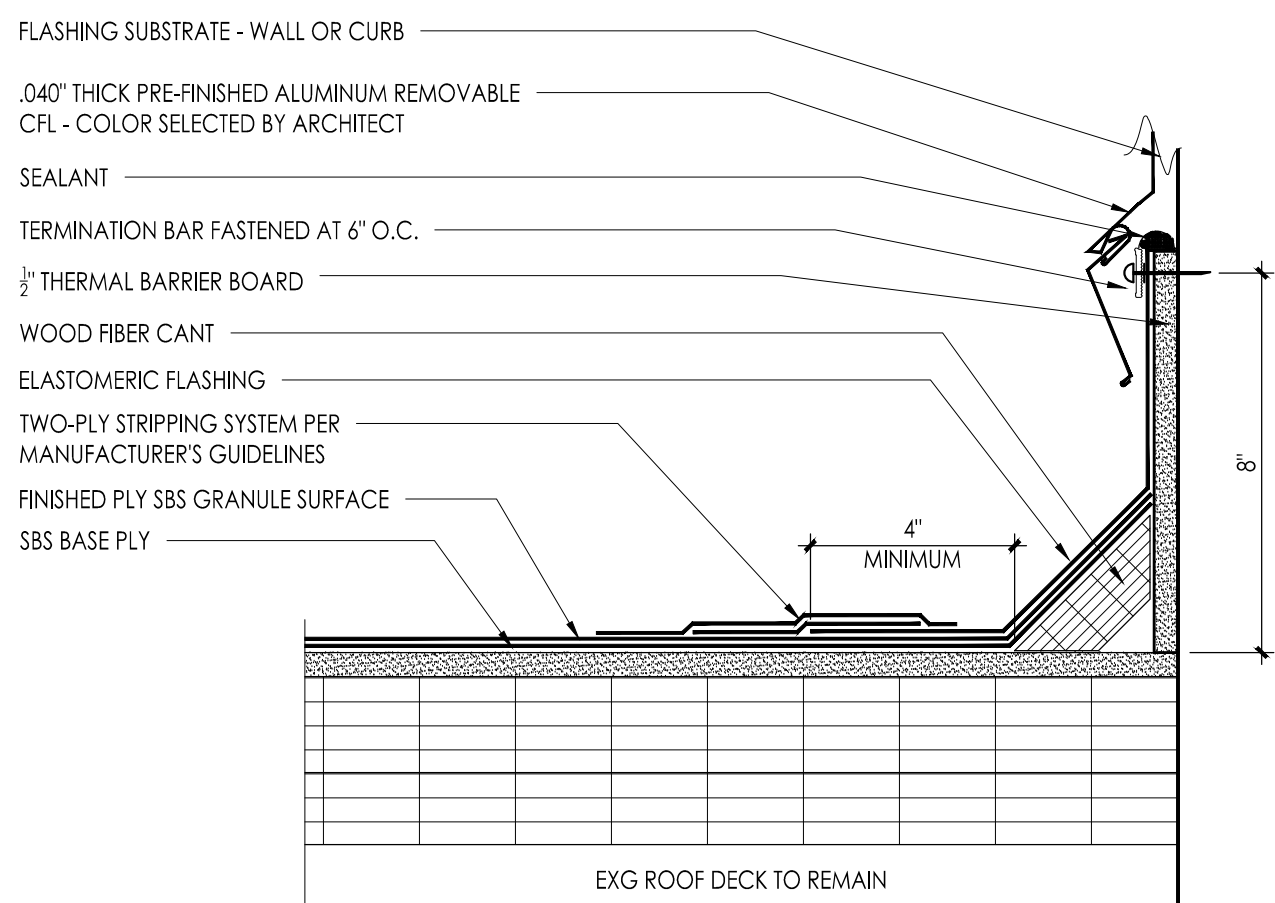 FLASHING SUBSTRATE - WALL OR CURB
.040" THICK PRE-FINISHED ALUMINUM REMOVABLE
CFL - COLOR SELECTED BY ARCHITECT
SEALANT
TERMINATION BAR FASTENED AT 6" O.C.
1/2" THERMAL BARRIER BOARD
WOOD FIBER CANT
ELASTOMERIC FLASHING
TWO-PLY STRIPPING SYSTEM PER
MANUFACTURER'S GUIDELINES
FINISHED PLY SBS GRANULE SURFACE
SBS BASE PLY
4"
MINIMUM
8"
EXG ROOF DECK TO REMAIN